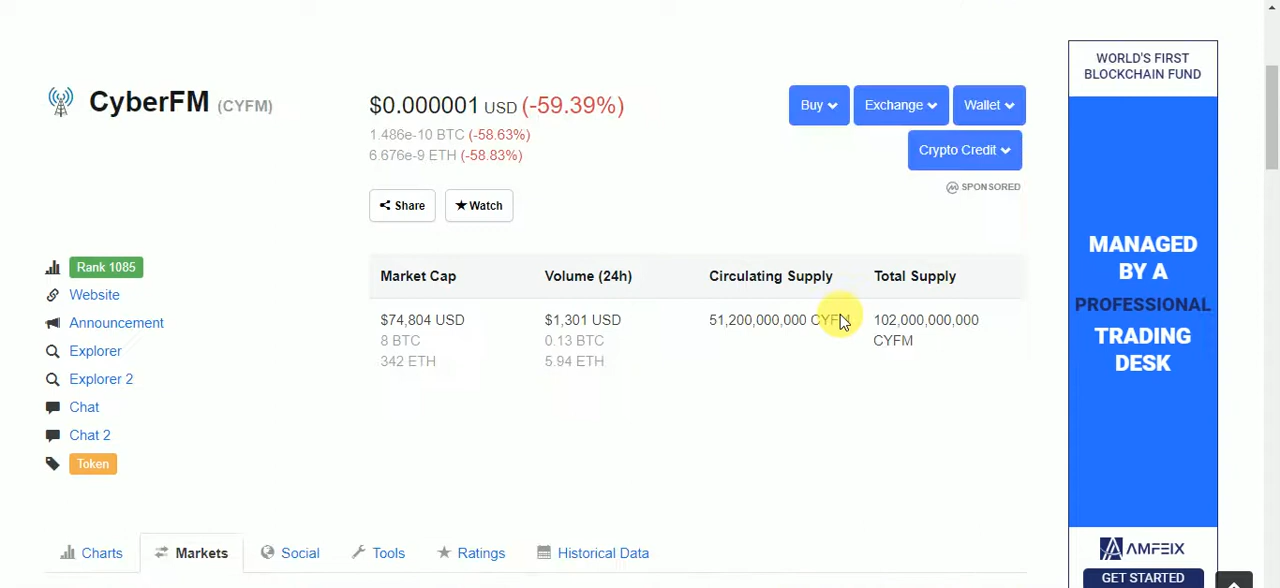 CyberFM (CYFM)
$0.000001 USD (-59.39%)
1.486e-10 BTC (-58.63%)
6.676e-9 ETH (-58.83%)
Share
Watch
Buy
Exchange
Wallet
Crypto Credit
SPONSORED
Rank 1085
Website
Announcement
Explorer
Explorer 2
Chat
Chat 2
Token
Market Cap
Volume (24h)
Circulating Supply
Total Supply
$74,804 USD
8 BTC
342 ETH
$1,301 USD
0.13 BTC
5.94 ETH
51,200,000,000 CYFM
102,000,000,000
CYFM
Charts
Markets
Social
Tools
Ratings
Historical Data
WORLD'S FIRST
BLOCKCHAIN FUND
MANAGED
BY A
PROFESSIONAL
TRADING
DESK
AMFEIX
GET STARTED